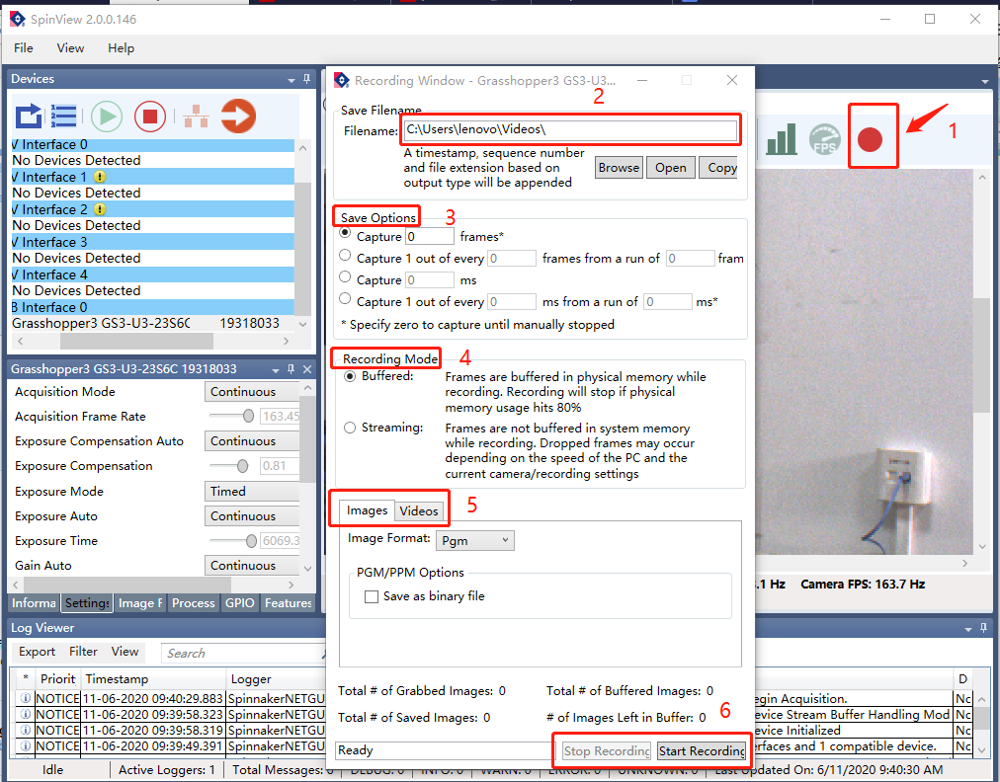 SpinView 2.0.0.146
File View Help
Devices
V Interface 0
No Devices Detected
V Interface 1
No Devices Detected
V Interface 2
No Devices Detected
V Interface 3
No Devices Detected
V Interface 4
No Devices Detected
B Interface 0
Grasshopper3 GS3-U3-23S6C 19318033
Grasshopper3 GS3-U3-23S6C 19318033
Acquisition Mode Continuous
Acquisition Frame Rate 163.45
Exposure Compensation Auto Continuous
Exposure Compensation 0.81
Exposure Mode Timed
Exposure Auto Continuous
Exposure Time 6069.3
Gain Auto Continuous
Informa Settings Image F Process GPIO Features
Recording Window - Grasshopper3 GS3-U3...
2
Save Filename
Filename: C:\Users\lenovo\Videos\
A timestamp, sequence number
and file extension based on
output type will be appended
Browse Open Copy
Save Options 3
Capture 0 frames*
Capture 1 out of every 0 frames from a run of 0 fram
Capture 0 ms
Capture 1 out of every 0 ms from a run of 0 ms*
* Specify zero to capture until manually stopped
Recording Mode 4
Buffered: Frames are buffered in physical memory while
recording. Recording will stop if physical
memory usage hits 80%
Streaming: Frames are not buffered in system memory
while recording. Dropped frames may occur
depending on the speed of the PC and the
current camera/recording settings
Images Videos 5
Image Format: Pgm
PGM/PPM Options
Save as binary file
Total # of Grabbed Images: 0 Total # of Buffered Images: 0
Total # of Saved Images: 0 # of Images Left in Buffer: 0 6
Ready Stop Recording Start Recording
FPS
1
.1 Hz Camera FPS: 163.7 Hz
Log Viewer
Export Filter View Search
* Priorit Timestamp Logger D
NOTICE 11-06-2020 09:40:29.883 SpinnakerNETGU egin Acquisition. Nc
NOTICE 11-06-2020 09:39:58.323 SpinnakerNETGU evice Stream Buffer Handling Mod Nc
NOTICE 11-06-2020 09:39:58.319 SpinnakerNETGU evice Initialized Nc
NOTICE 11-06-2020 09:39:49.391 SpinnakerNETGU erfaces and 1 compatible device. Nc
Idle Active Loggers: 1 Total Messages: DEBUG: 0 INFO: 0 WARN: 0 ERROR: 0 UNKNOWN: 0 Last Updated On: 6/11/2020 9:40:30 AM